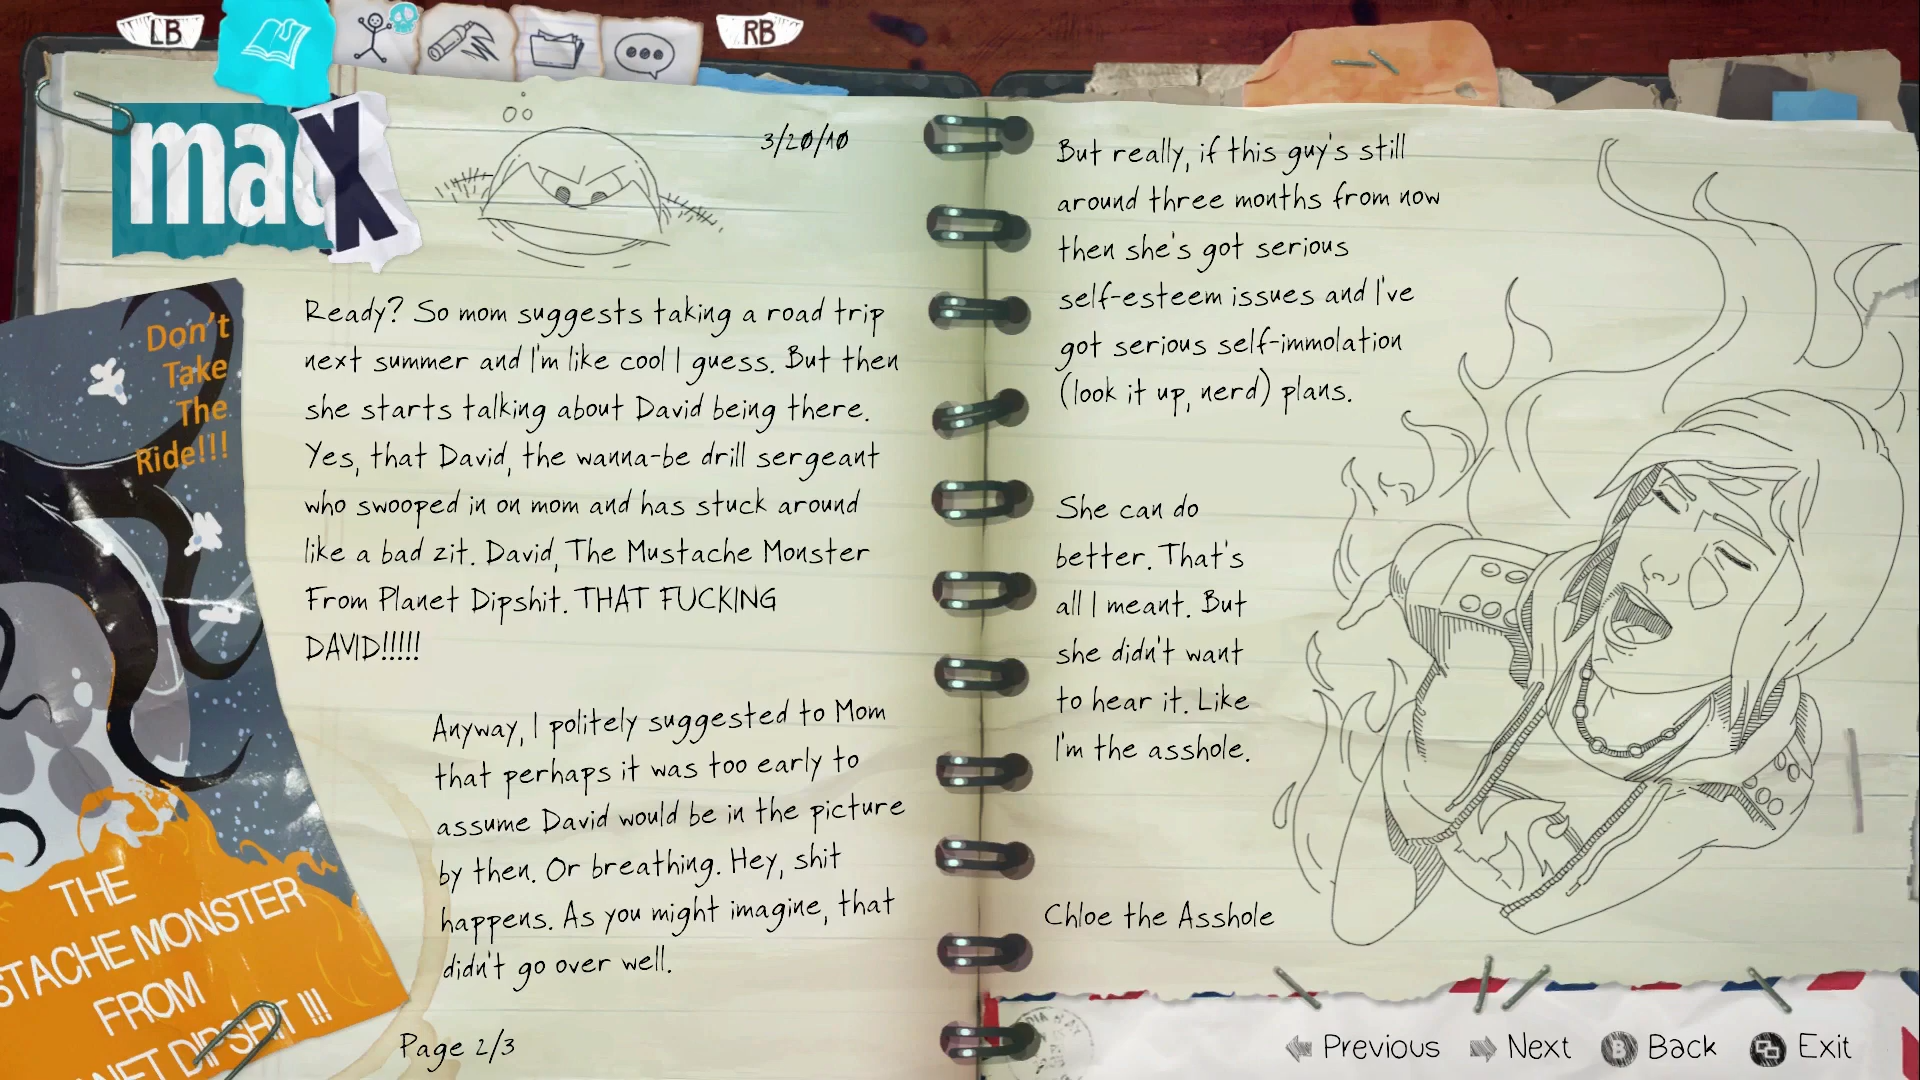 LB
RB
max
3/20/10
Don't
Take
The
Ride!!!
Ready? So mom suggests taking a road trip
next summer and I'm like cool I guess. But then
she starts talking about David being there.
Yes, that David, the wanna-be drill sergeant
who swooped in on mom and has stuck around
like a bad zit. David, The Mustache Monster
From Planet Dipshit. THAT FUCKING
DAVID!!!!!
Anyway, I politely suggested to Mom
that perhaps it was too early to
assume David would be in the picture
by then. Or breathing. Hey, shit
happens. As you might imagine, that
didn't go over well.
THE
STACHE MONSTER
FROM
NET DIPSHIT !!!
Page 2/3
But really, if this guy's still
around three months from now
then she's got serious
self-esteem issues and I've
got serious self-immolation
(look it up, nerd) plans.
She can do
better. That's
all I meant. But
she didn't want
to hear it. Like
I'm the asshole.
Chloe the Asshole
Previous
Next
B Back
Exit